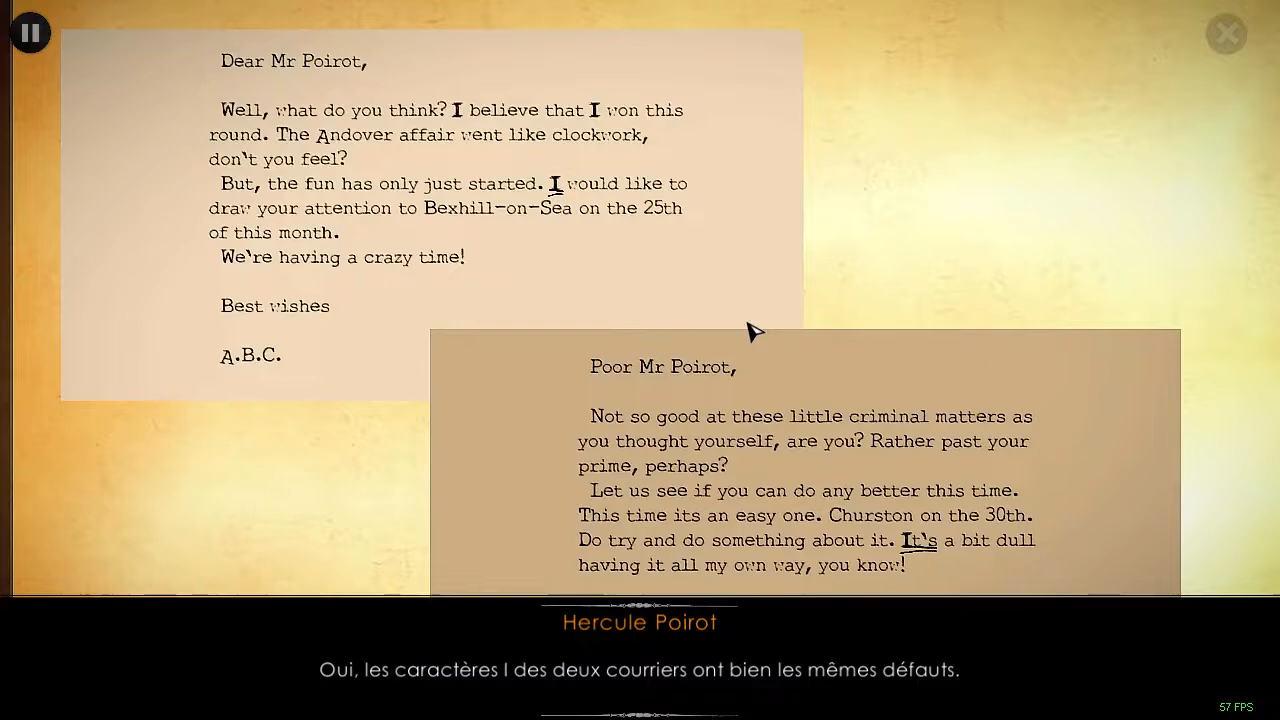 Dear Mr Poirot,
Well, what do you think? I believe that I won this
round. The Andover affair went like clockwork,
don't you feel?
But, the fun has only just started. I would like to
draw your attention to Bexhill-on-Sea on the 25th
of this month.
We're having a crazy time!
Best wishes
A.B.C.
Poor Mr Poirot,
Not so good at these little criminal matters as
you thought yourself, are you? Rather past your
prime, perhaps?
Let us see if you can do any better this time.
This time its an easy one. Churston on the 30th.
Do try and do something about it. It's a bit dull
having it all my own way, you know!
Hercule Poirot
Oui, les caractères I des deux courriers ont bien les mêmes défauts.
57 FPS